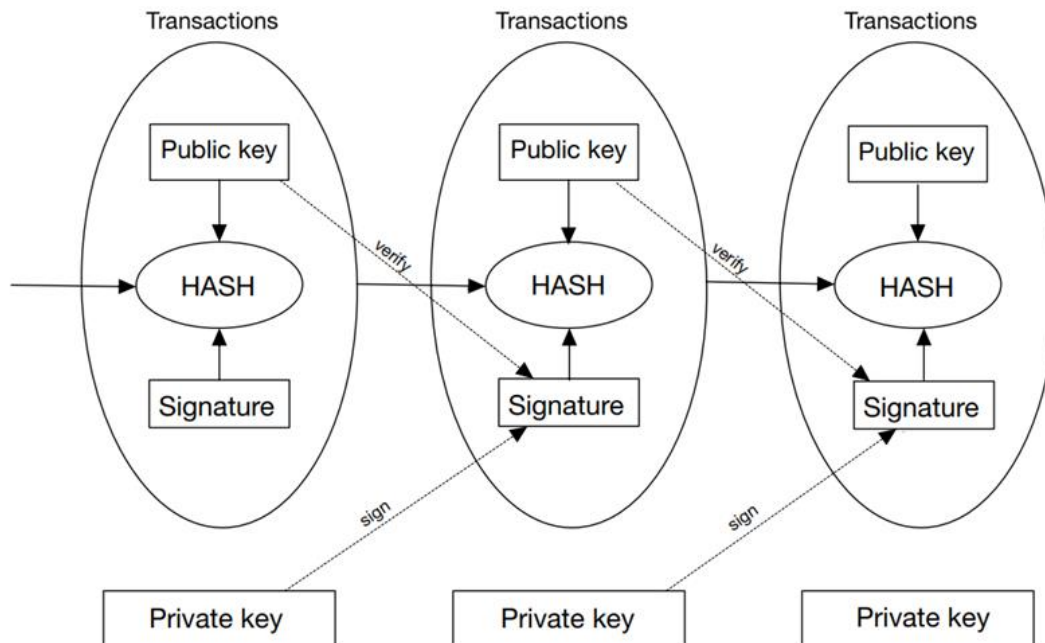 Transactions
Transactions
Transactions
Public key
Public key
Public key
verify
verify
HASH
HASH
HASH
Signature
Signature
Signature
sign
sign
Private key
Private key
Private key